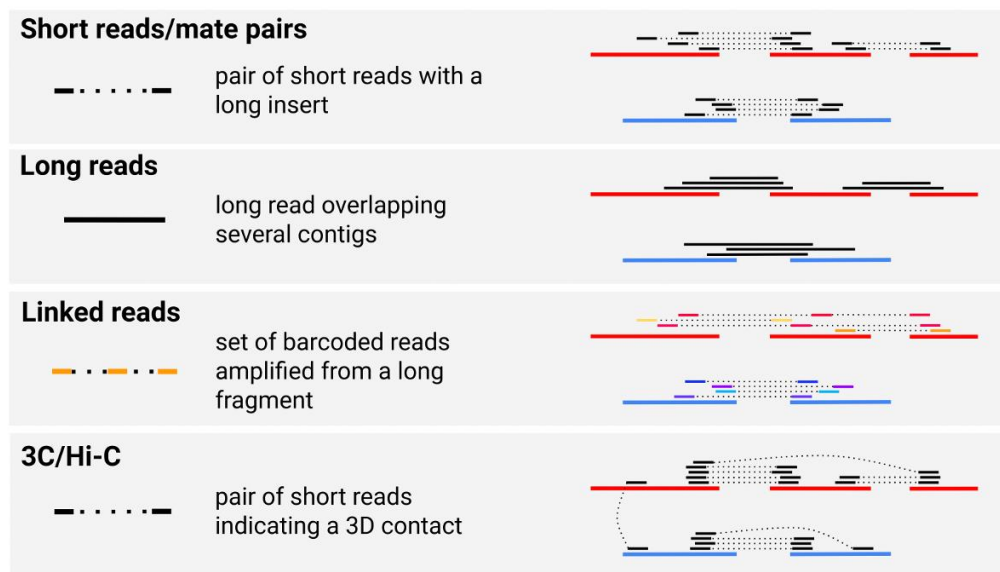 Short reads/mate pairs
pair of short reads with a
long insert
Long reads
long read overlapping
several contigs
Linked reads
set of barcoded reads
amplified from a long
fragment
3C/Hi-C
pair of short reads
indicating a 3D contact